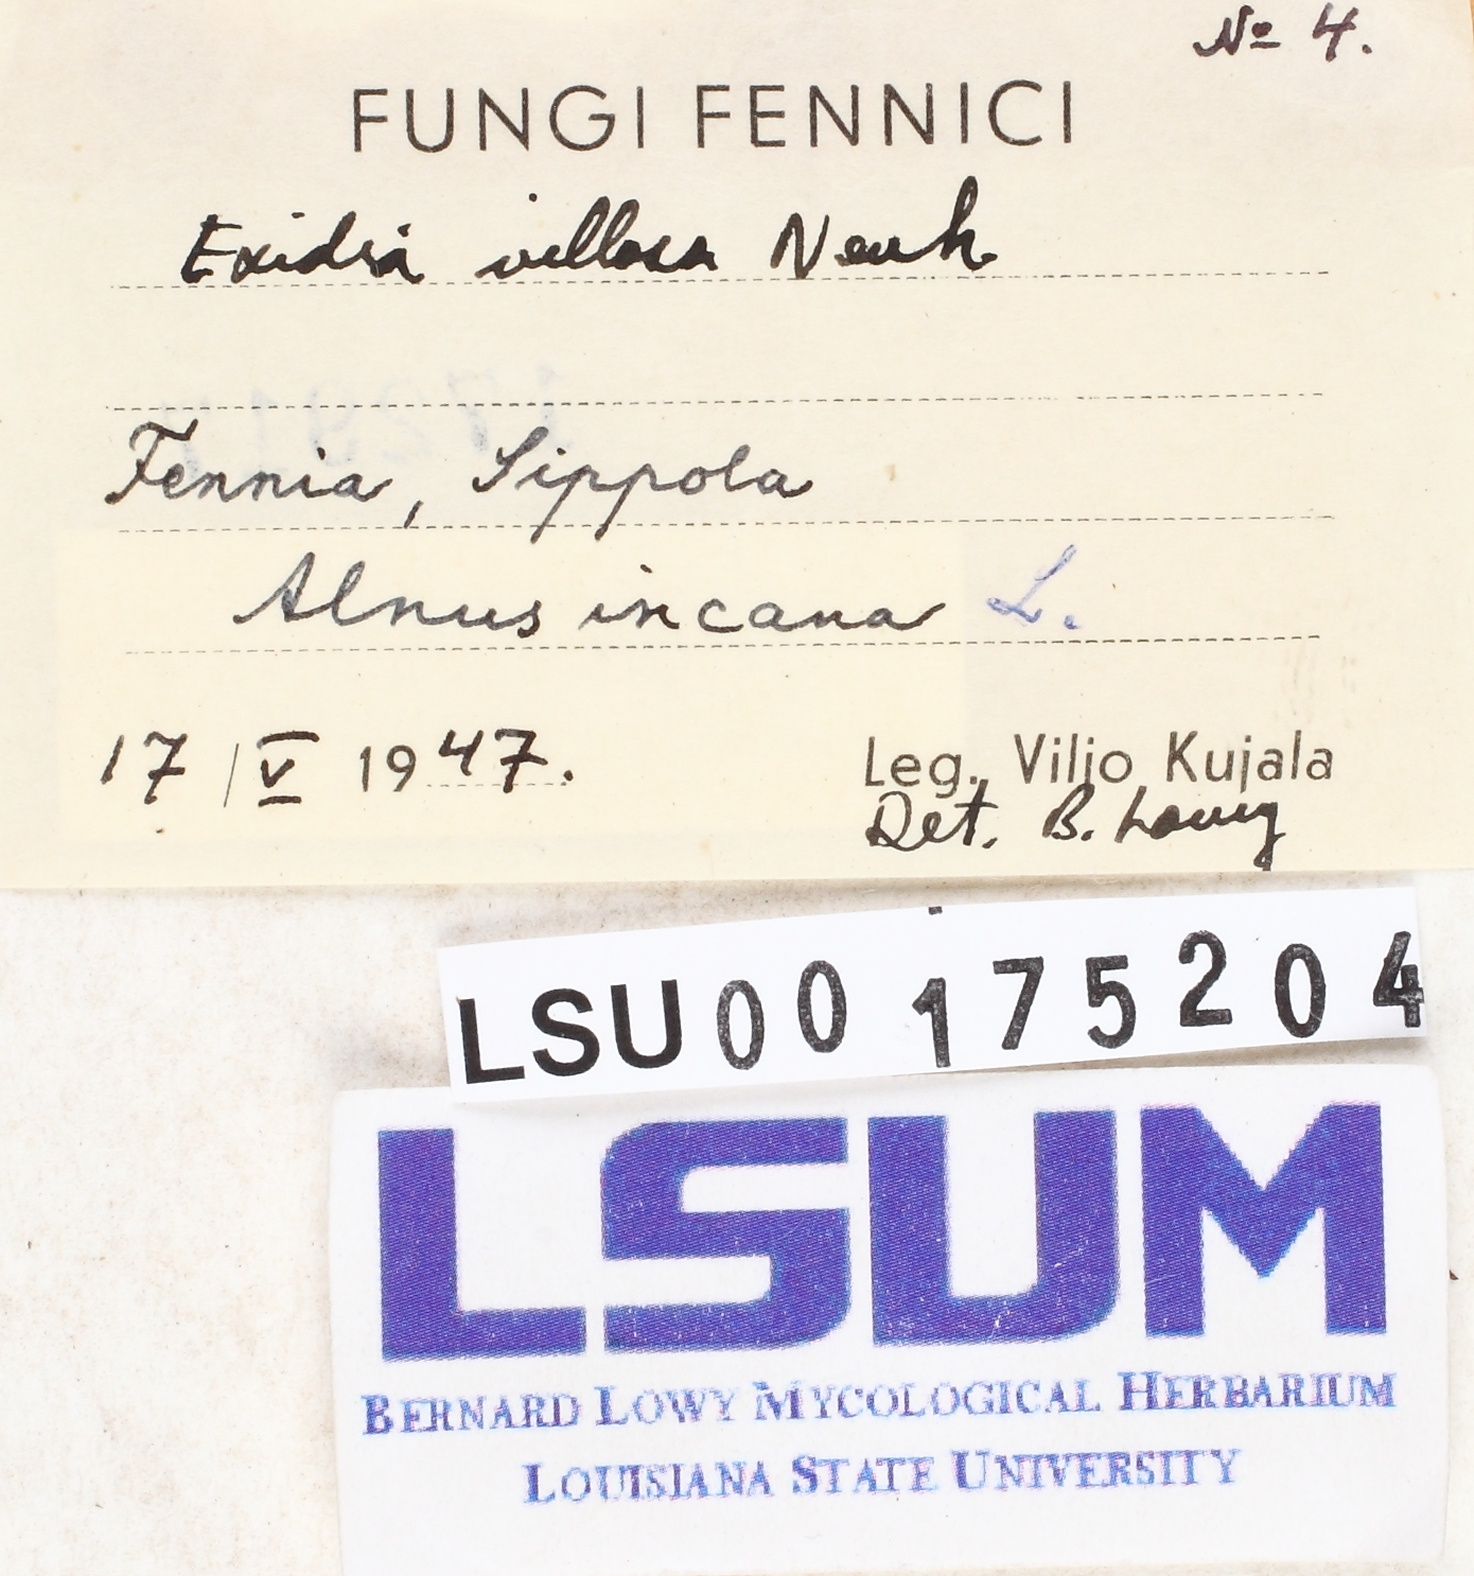 № 4.
FUNGI FENNICI
Exidia villosa Neuh.
Fennia, Sippola
Alnus incana L.
17 / V 1947.
Leg. Viljo Kujala
Det. B. Lowy
LSU00175204
LSUM
BERNARD LOWY MYCOLOGICAL HERBARIUM
LOUISIANA STATE UNIVERSITY